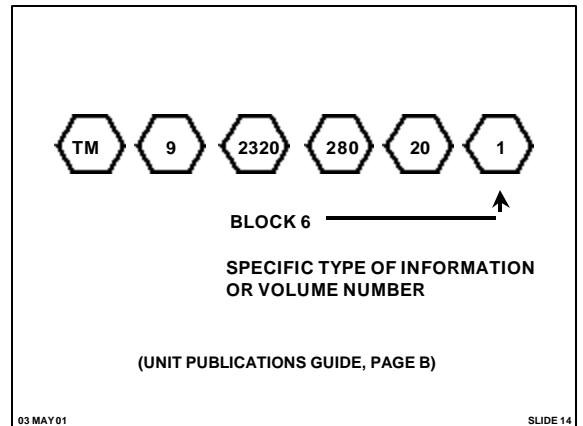 TM 9 2320 280 20 1
BLOCK 6
SPECIFIC TYPE OF INFORMATION
OR VOLUME NUMBER
(UNIT PUBLICATIONS GUIDE, PAGE B)
03 MAY 01 SLIDE 14